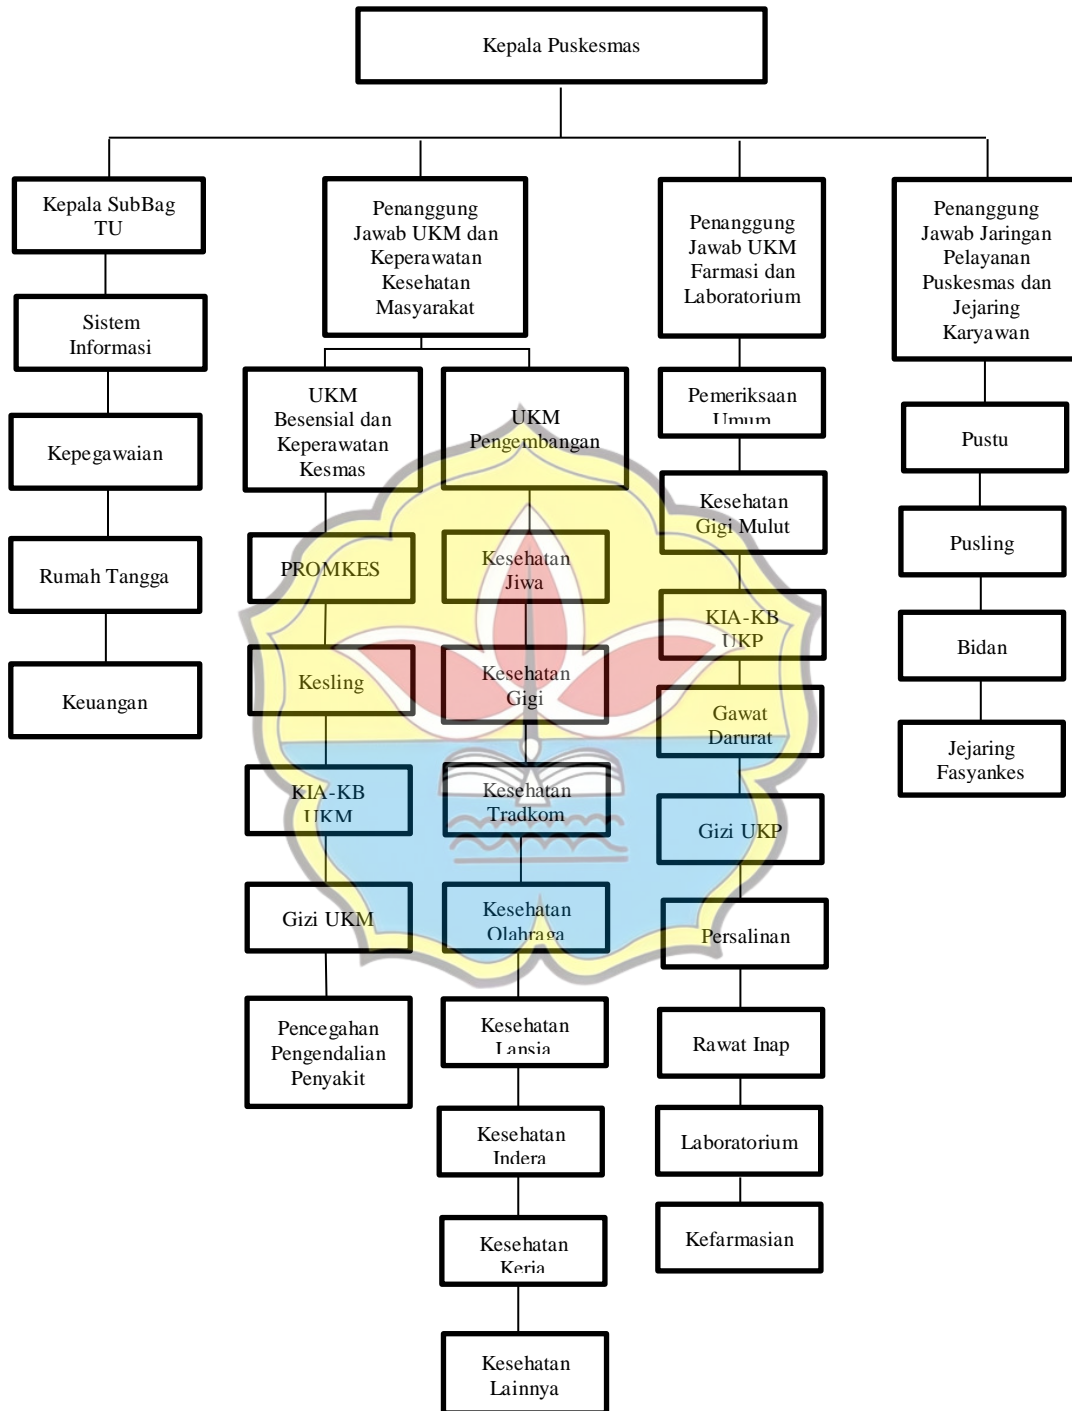 Kepala Puskesmas
Kepala SubBag
TU
Sistem
Informasi
Kepegawaian
Rumah Tangga
Keuangan
Penanggung
Jawab UKM dan
Keperawatan
Kesehatan
Masyarakat
UKM
Besensial dan
Keperawatan
Kesmas
PROMKES
Kesling
KIA-KB
UKM
Gizi UKM
Pencegahan
Pengendalian
Penyakit
UKM
Pengembangan
Kesehatan
Jiwa
Kesehatan
Gigi
Kesehatan
Tradkom
Kesehatan
Olahraga
Kesehatan
Lansia
Kesehatan
Indera
Kesehatan
Kerja
Kesehatan
Lainnya
Penanggung
Jawab UKM
Farmasi dan
Laboratorium
Pemeriksaan
Umum
Kesehatan
Gigi Mulut
KIA-KB
UKP
Gawat
Darurat
Gizi UKP
Persalinan
Rawat Inap
Laboratorium
Kefarmasian
Penanggung
Jawab Jaringan
Pelayanan
Puskesmas dan
Jejaring
Karyawan
Pustu
Pusling
Bidan
Jejaring
Fasyankes